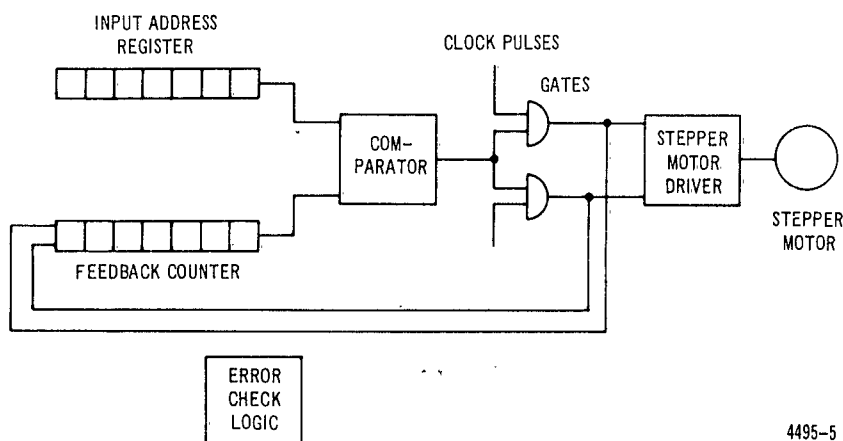 INPUT ADDRESS
REGISTER
CLOCK PULSES
GATES
COM-
PARATOR
STEPPER
MOTOR
DRIVER
STEPPER
MOTOR
FEEDBACK COUNTER
ERROR
CHECK
LOGIC
4495-5